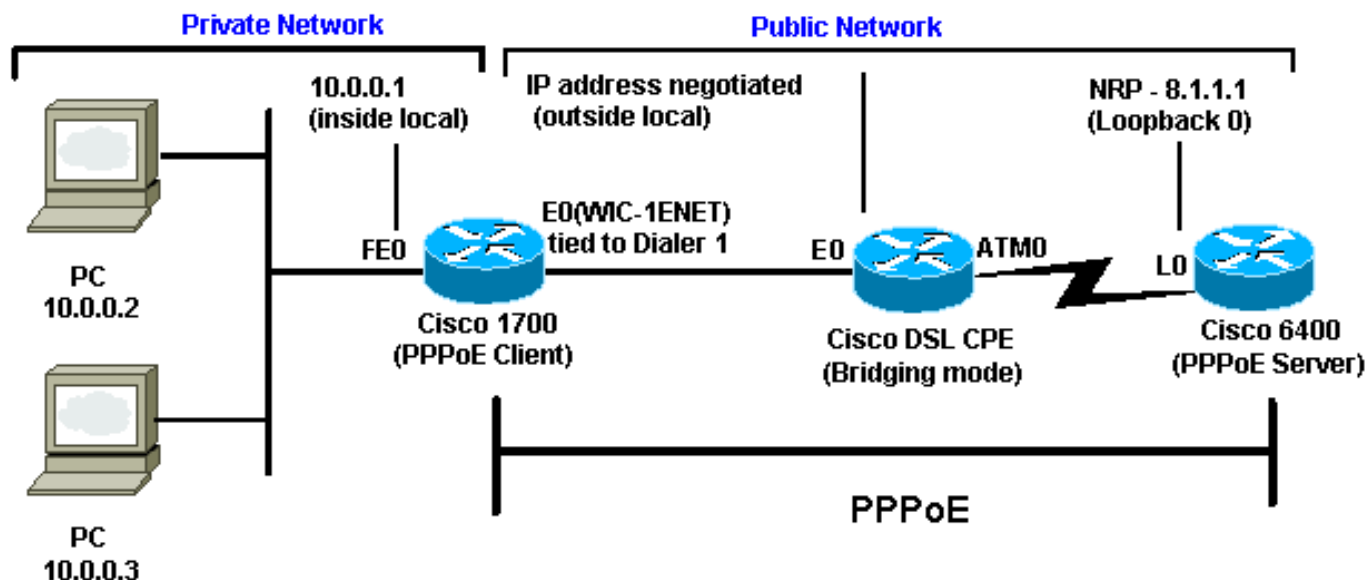 Private Network
Public Network
10.0.0.1
(inside local)
IP address negotiated
(outside local)
NRP - 8.1.1.1
(Loopback 0)
E0(WIC-1ENET)
tied to Dialer 1
FE0
E0
ATM0
L0
PC
10.0.0.2
Cisco 1700
(PPPoE Client)
Cisco DSL CPE
(Bridging mode)
Cisco 6400
(PPPoE Server)
PPPoE
PC
10.0.0.3